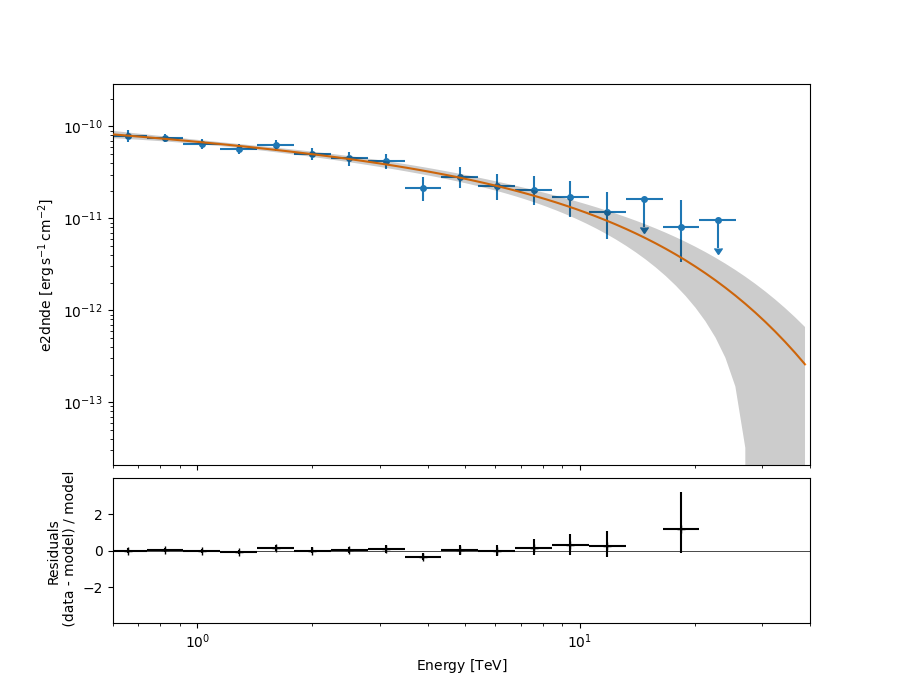 10⁻¹⁰
10⁻¹¹
10⁻¹²
10⁻¹³
e2dnde [erg s⁻¹ cm⁻²]
2
0
−2
Residuals
(data - model) / model
10⁰
10¹
Energy [TeV]